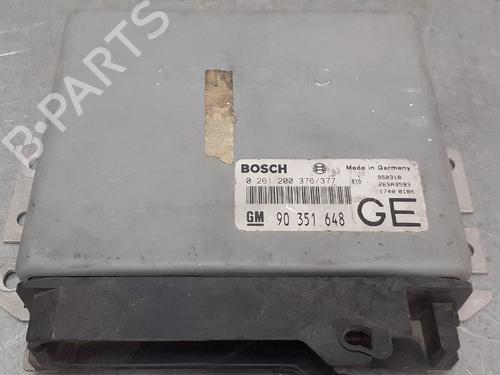 B-PARTS
MOTRONIC
BOSCH Made in Germany
0 261 200 376/377 950310
26SA3593
1740 0185
GM 90 351 648 GE